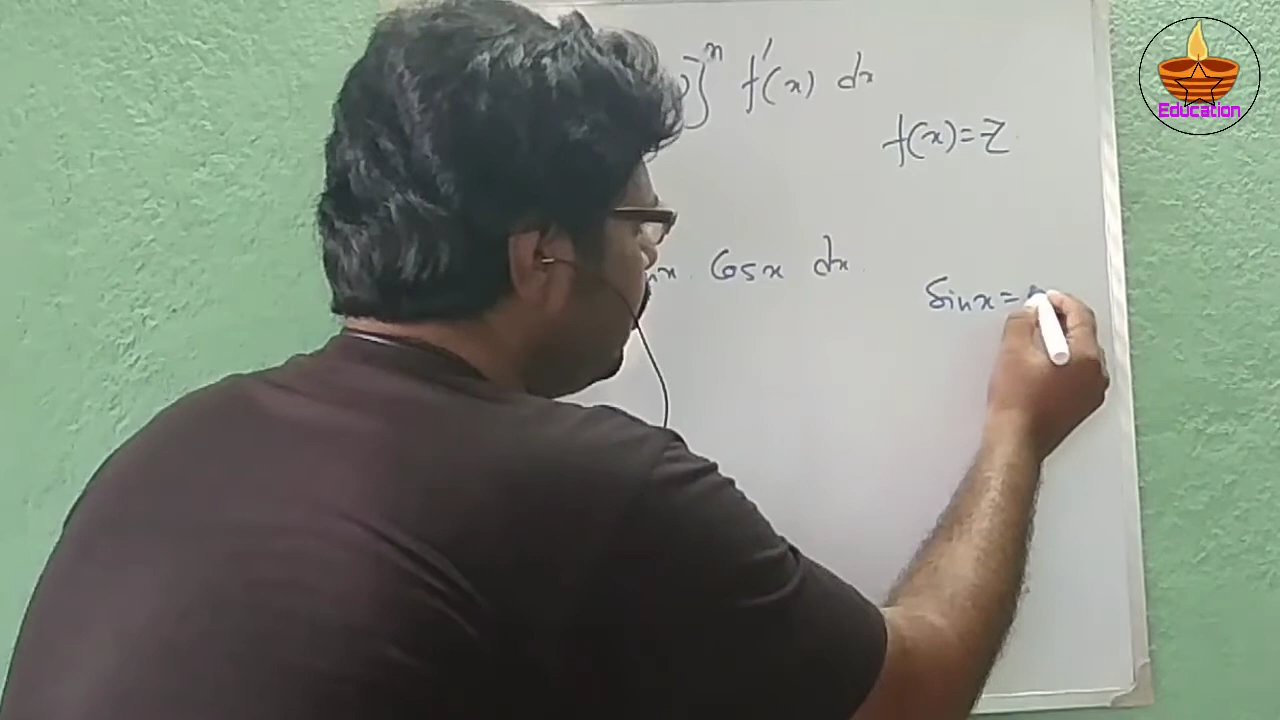 }ⁿ f'(x) dx
f(x)=z
x. Cosx dx
Sinx=
Education